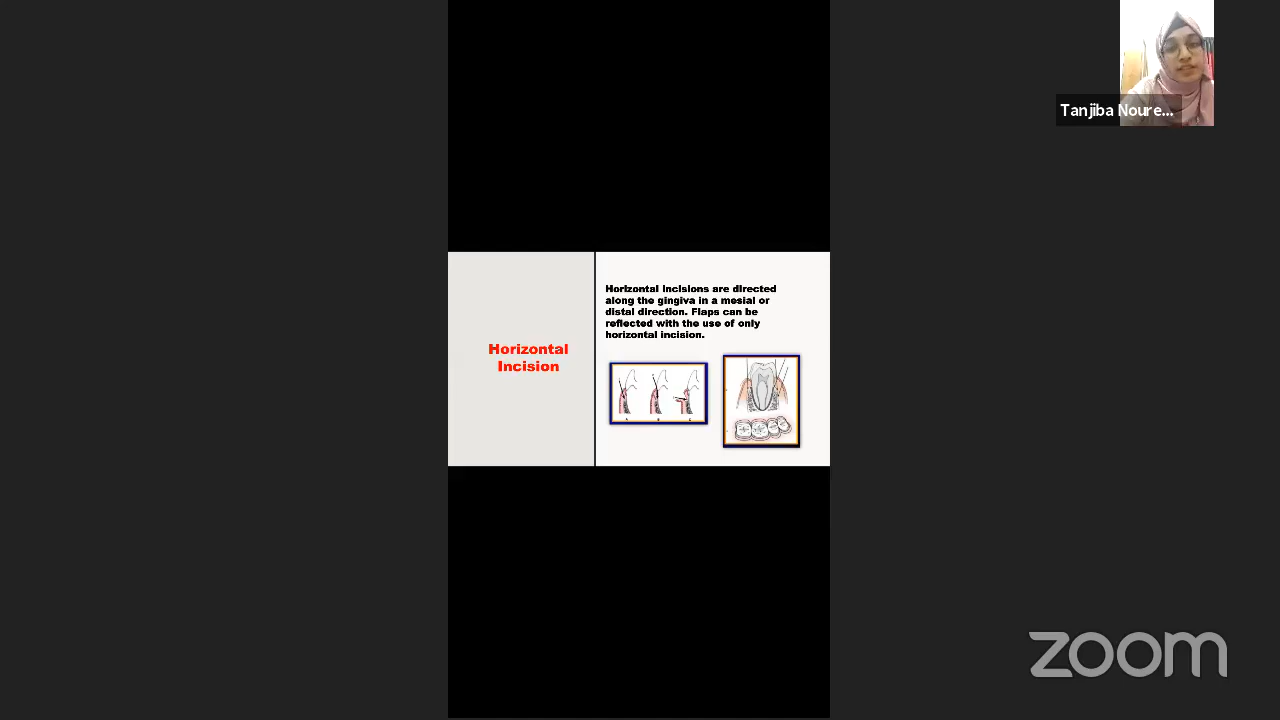 Tanjiba Noure...
Horizontal
Incision
Horizontal incisions are directed
along the gingiva in a mesial or
distal direction. Flaps can be
reflected with the use of only
horizontal incision.
zoom